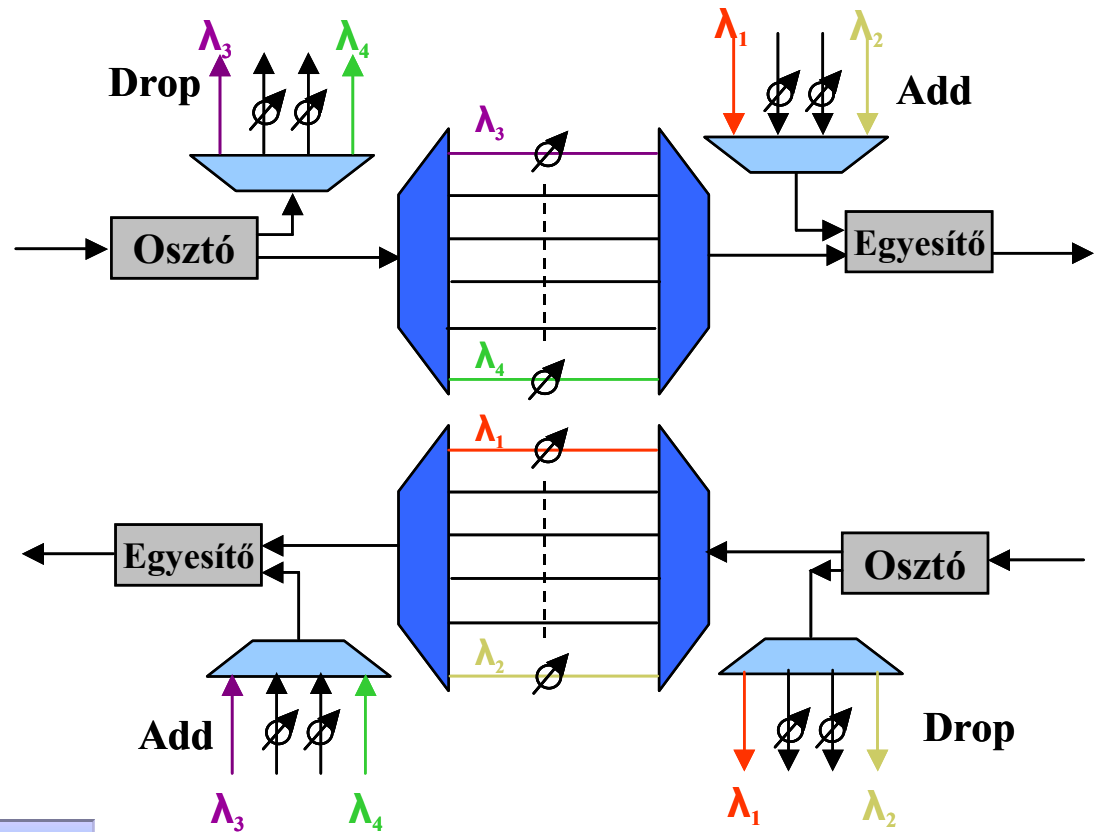 λ₃
λ₄
Drop
λ₁
λ₂
Add
λ₃
Osztó
Egyesítő
λ₄
λ₁
Egyesítő
Osztó
λ₂
Add
Drop
λ₃
λ₄
λ₁
λ₂